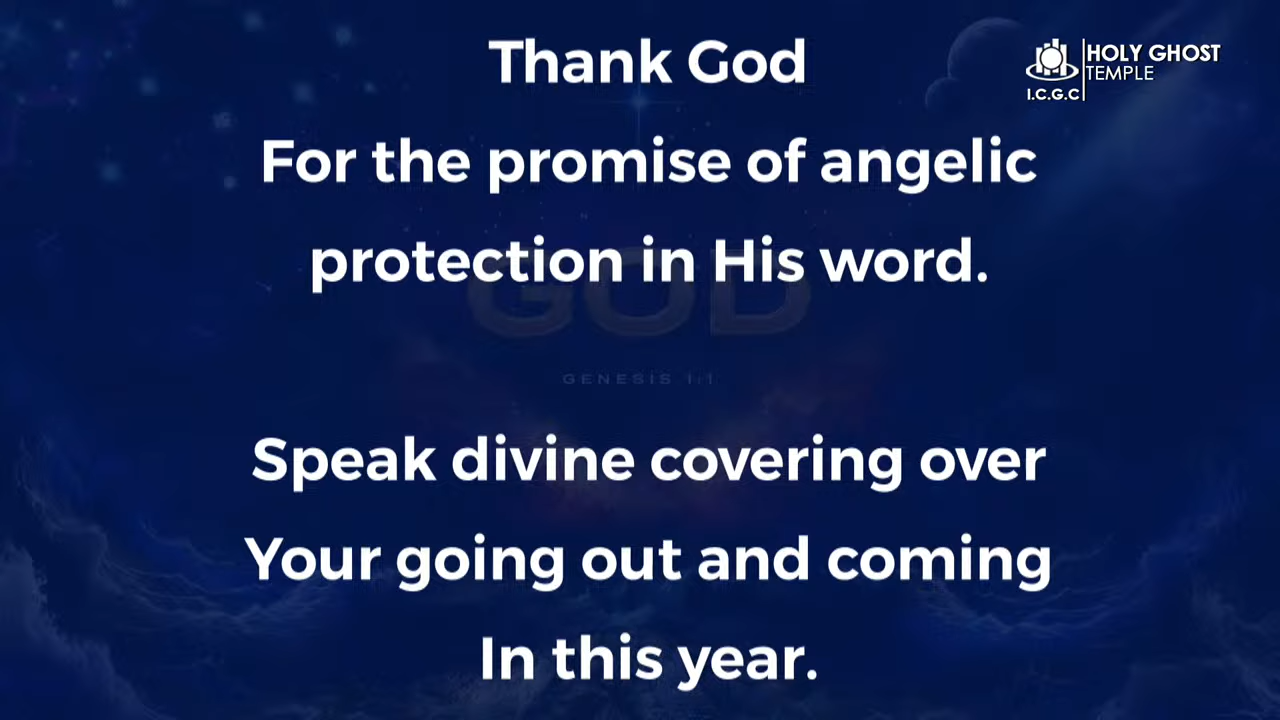 Thank God
HOLY GHOST
TEMPLE
I.C.G.C
For the promise of angelic
protection in His word.
GOD
GENESIS 1:1
Speak divine covering over
Your going out and coming
In this year.